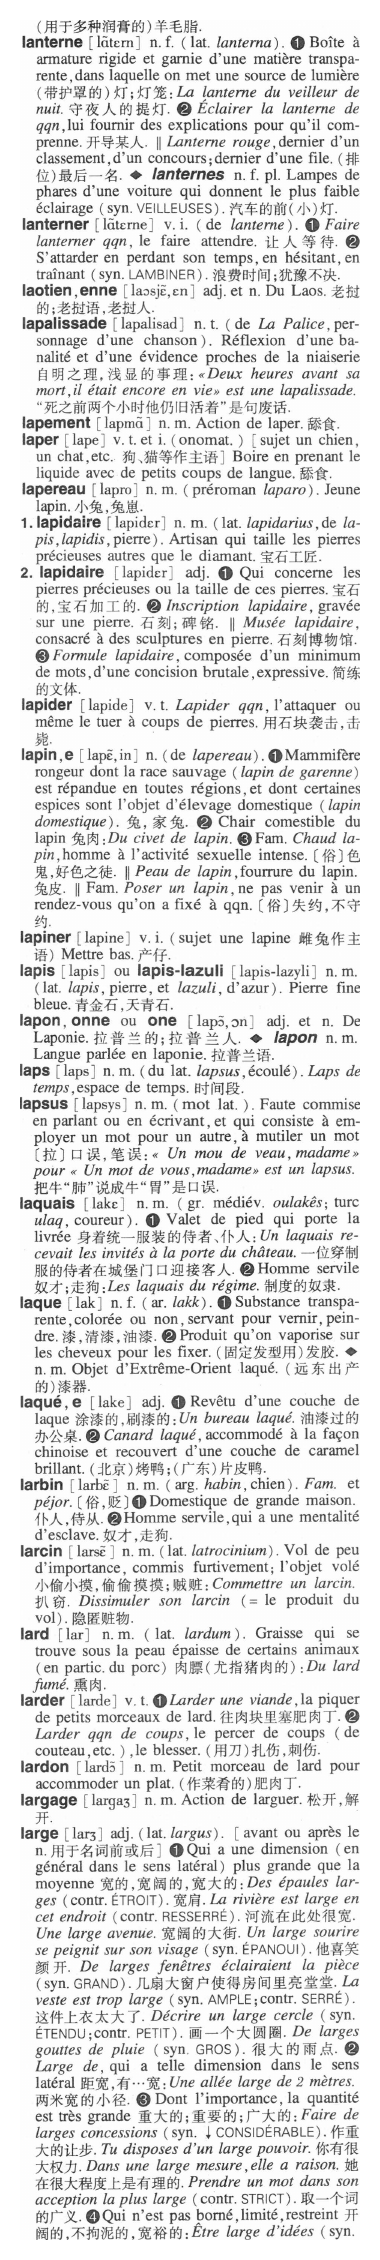 (用于多种润膏的)羊毛脂.
lanterne [lɑ̃tɛrn] n. f. ( lat. lanterna). ❶ Boîte à
armature rigide et garnie d'une matière transpa-
rente,dans laquelle on met une source de lumière
(带护罩的)灯;灯笼:La lanterne du veilleur de
nuit. 守夜人的提灯. ❷ Éclairer la lanterne de
qqn,lui fournir des explications pour qu'il com-
prenne. 开导某人. ‖ Lanterne rouge,dernier d'un
classement,d'un concours;dernier d'une file. (排
位)最后一名. ◆ lanternes n. f. pl. Lampes de
phares d'une voiture qui donnent le plus faible
éclairage ( syn. VEILLEUSES). 汽车的前(小)灯.
lanterner [lɑ̃tɛrne] v. i. ( de lanterne). ❶ Faire
lanterner qqn, le faire attendre. 让人等待. ❷
S'attarder en perdant son temps,en hésitant,en
traînant ( syn. LAMBINER). 浪费时间;犹豫不决.
laotien,enne [laɔsjɛ̃,ɛn] adj. et n. Du Laos. 老挝
的;老挝语,老挝人.
lapalissade [lapalisad] n. t. ( de La Palice,per-
sonnage d'une chanson). Réflexion d'une ba-
nalité et d'une évidence proches de la niaiserie
自明之理,浅显的事理:«Deux heures avant sa
mort,il était encore en vie» est une lapalissade.
“死之前两个小时他仍旧活着”是句废话.
lapement [lapmɑ̃] n. m. Action de laper. 舔食.
laper [lape] v. t. et i. (onomat. ) [sujet un chien,
un chat,etc. 狗、猫等作主语] Boire en prenant le
liquide avec de petits coups de langue. 舔食.
lapereau [lapro] n. m. (préroman laparo). Jeune
lapin. 小兔,兔崽.
1. lapidaire [lapidɛr] n. m. (lat. lapidarius,de la-
pis,lapidis,pierre). Artisan qui taille les pierres
précieuses autres que le diamant. 宝石工匠.
2. lapidaire [lapidɛr] adj. ❶ Qui concerne les
pierres précieuses ou la taille de ces pierres. 宝石
的,宝石加工的. ❷ Inscription lapidaire, gravée
sur une pierre. 石刻; 碑铭. ‖ Musée lapidaire,
consacré à des sculptures en pierre. 石刻博物馆.
❸ Formule lapidaire, composée d'un minimum
de mots,d'une concision brutale,expressive. 简练
的文体.
lapider [lapide] v. t. Lapider qqn, l'attaquer ou
même le tuer à coups de pierres. 用石块袭击,击
毙.
lapin,e [lapɛ̃,in] n. (de lapereau). ❶Mammifère
rongeur dont la race sauvage ( lapin de garenne)
est répandue en toutes régions,et dont certaines
espices sont l'objet d'élevage domestique ( lapin
domestique). 兔,家兔. ❷ Chair comestible du
lapin 兔肉:Du civet de lapin. ❸ Fam. Chaud la-
pin,homme à l'activité sexuelle intense. 〔俗〕色
鬼,好色之徒. ‖ Peau de lapin,fourrure du lapin.
兔皮. ‖ Fam. Poser un lapin, ne pas venir à un
rendez-vous qu'on a fixé à qqn. 〔俗〕失约,不守
约.
lapiner [lapine] v. i. (sujet une lapine 雌兔作主
语) Mettre bas. 产仔.
lapis [lapis] ou lapis-lazuli [lapis-lazyli] n. m.
(lat. lapis, pierre, et lazuli, d'azur). Pierre fine
bleue. 青金石,天青石.
lapon, onne ou one [lapɔ̃,ɔn] adj. et n. De
Laponie. 拉普兰的;拉普兰人. ◆ lapon n. m.
Langue parlée en laponie. 拉普兰语.
laps [laps] n. m. (du lat. lapsus,écoulé). Laps de
temps,espace de temps. 时间段.
lapsus [lapsys] n. m. ( mot lat. ). Faute commise
en parlant ou en écrivant, et qui consiste à em-
ployer un mot pour un autre, à mutiler un mot
[拉] 口误,笔误:« Un mou de veau, madame»
pour « Un mot de vous,madame» est un lapsus.
把牛“肺”说成牛“胃”是口误.
laquais [lakɛ] n. m. ( gr. médiév. oulakês; turc
ulaq, coureur). ❶ Valet de pied qui porte la
livrée 身着统一服装的侍者、仆人:Un laquais re-
cevait les invités à la porte du château. 一位穿制
服的侍者在城堡门口迎接客人. ❷ Homme servile
奴才;走狗:Les laquais du régime. 制度的奴隶.
laque [lak] n. f. ( ar. lakk). ❶ Substance transpa-
rente,colorée ou non, servant pour vernir, pein-
dre. 漆,清漆,油漆. ❷ Produit qu'on vaporise sur
les cheveux pour les fixer. (固定发型用)发胶. ◆
n. m. Objet d'Extrême-Orient laqué. (远东出产
的)漆器.
laqué, e [lake] adj. ❶ Revêtu d'une couche de
laque 涂漆的,刷漆的:Un bureau laqué. 油漆过的
办公桌. ❷ Canard laqué, accommodé à la façon
chinoise et recouvert d'une couche de caramel
brillant. (北京)烤鸭;(广东)片皮鸭.
larbin [larbɛ̃] n. m. ( arg. habin,chien). Fam. et
péjor. [俗,贬]❶Domestique de grande maison.
仆人,侍从. ❷Homme servile,qui a une mentalité
d'esclave. 奴才,走狗.
larcin [larsɛ̃] n. m. (lat. latrocinium). Vol de peu
d'importance, commis furtivement; l'objet volé
小偷小摸,偷偷摸摸;贼赃:Commettre un larcin.
扒窃. Dissimuler son larcin (= le produit du
vol). 隐匿赃物.
lard [lar] n. m. ( lat. lardum). Graisse qui se
trouve sous la peau épaisse de certains animaux
(en partic. du porc) 肉膘(尤指猪肉的):Du lard
fumé. 熏肉.
larder [larde] v. t. ❶Larder une viande,la piquer
de petits morceaux de lard. 往肉块里塞肥肉丁. ❷
Larder qqn de coups, le percer de coups ( de
couteau,etc. ),le blesser. (用刀)扎伤,刺伤.
lardon [lardɔ̃] n. m. Petit morceau de lard pour
accommoder un plat. (作菜肴的)肥肉丁.
largage [largaʒ] n. m. Action de larguer. 松开,解
开.
large [larʒ] adj. (lat. largus). [avant ou après le
n. 用于名词前或后] ❶ Qui a une dimension (en
général dans le sens latéral) plus grande que la
moyenne 宽的,宽阔的,宽大的:Des épaules lar-
ges (contr. ÉTROIT). 宽肩. La rivière est large en
cet endroit (contr. RESSERRÉ). 河流在此处很宽.
Une large avenue. 宽阔的大街. Un large sourire
se peignit sur son visage ( syn. ÉPANOUI). 他喜笑
颜开. De larges fenêtres éclairaient la pièce
(syn. GRAND). 几扇大窗户使得房间里亮堂堂. La
veste est trop large ( syn. AMPLE;contr. SERRÉ).
这件上衣太大了. Décrire un large cercle ( syn.
ÉTENDU;contr. PETIT). 画一个大圆圈. De larges
gouttes de pluie ( syn. GROS). 很大的雨点. ❷
Large de, qui a telle dimension dans le sens
latéral 距宽,有…宽:Une allée large de 2 mètres.
两米宽的小径. ❸ Dont l'importance, la quantité
est très grande 重大的;重要的;广大的:Faire de
larges concessions (syn. ↓ CONSIDÉRABLE). 作重
大的让步. Tu disposes d'un large pouvoir. 你有很
大权力. Dans une large mesure,elle a raison. 她
在很大程度上是有理的. Prendre un mot dans son
acception la plus large (contr. STRICT). 取一个词
的广义. ❹Qui n'est pas borné,limité,restreint 开
阔的,不拘泥的,宽裕的:Être large d'idées (syn.